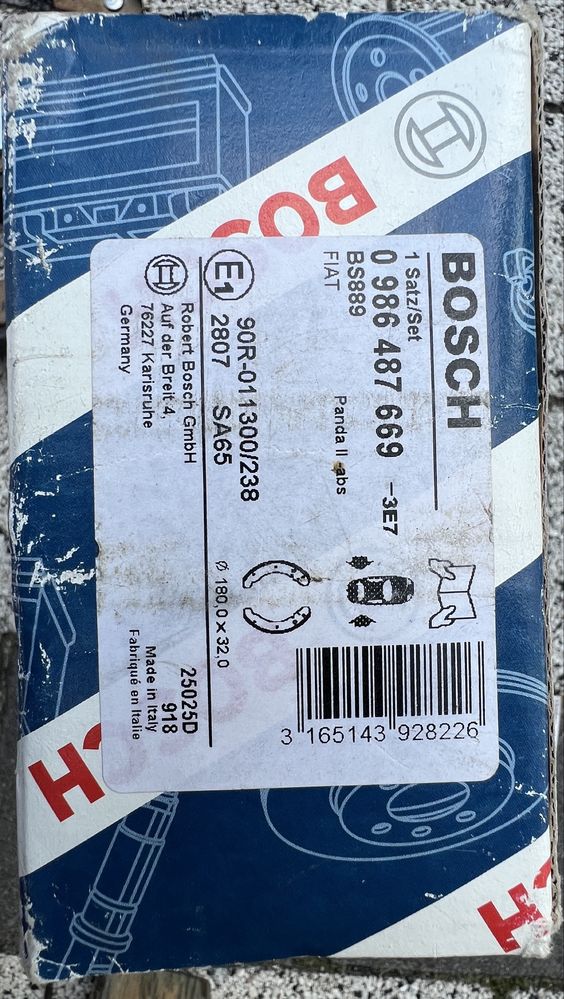 BOSCH
BOSCH
1 Satz/Set
0 986 487 669 -3E7
BS889
FIAT Panda II -abs
E1 90R-011300/238
2807 SA65
Ø 180,0 x 32,0
Robert Bosch GmbH
Auf der Breit 4,
76227 Karlsruhe
Germany
25025D
918
Made in Italy
Fabriqué en Italie
3 165143 928226
H